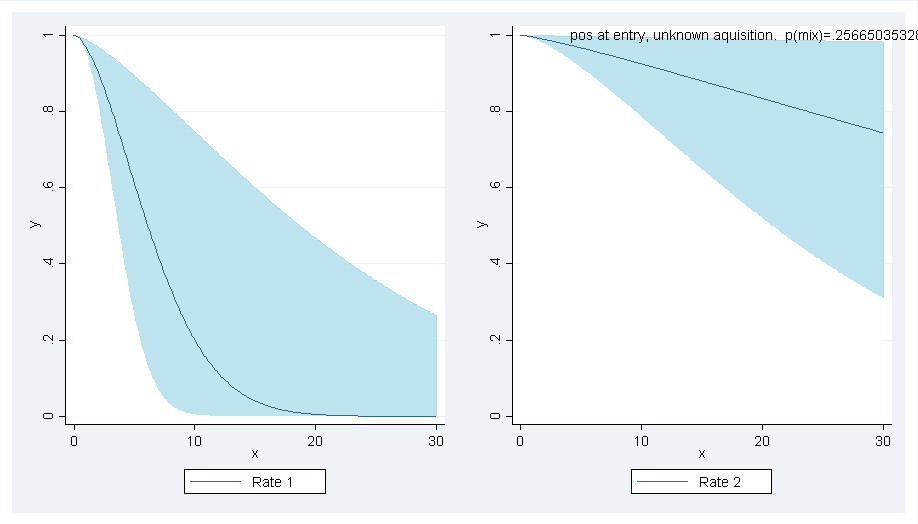 pos at entry, unknown aquisition. p(mix)=.2566503532
1
.8
.6
.4
.2
0
y
0 10 20 30
x
Rate 1
1
.8
.6
.4
.2
0
y
0 10 20 30
x
Rate 2